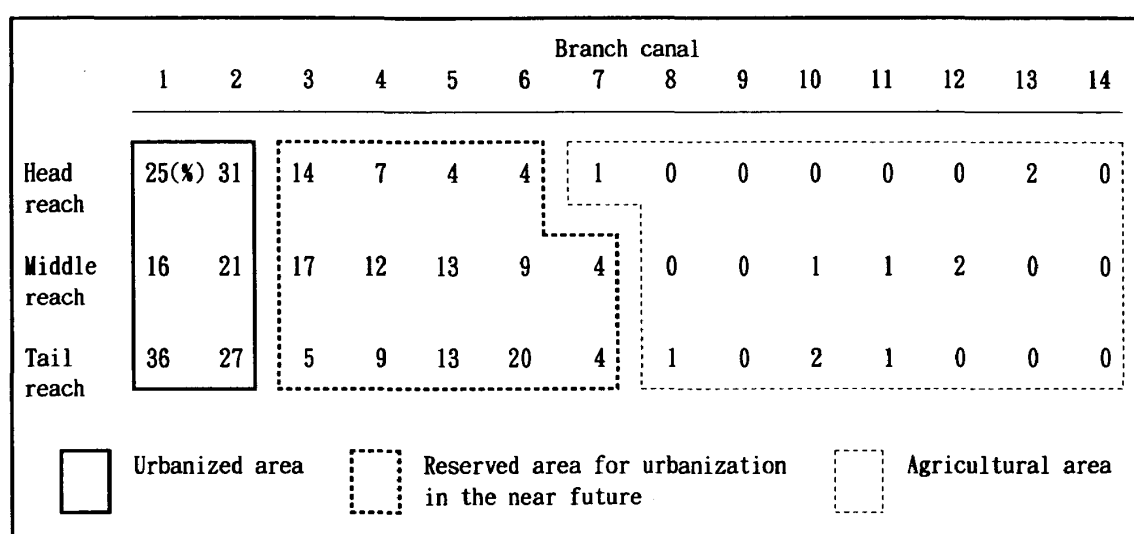 Branch canal
1 2 3 4 5 6 7 8 9 10 11 12 13 14
Head reach 25(%) 31 14 7 4 4 1 0 0 0 0 0 2 0
Middle reach 16 21 17 12 13 9 4 0 0 1 1 2 0 0
Tail reach 36 27 5 9 13 20 4 1 0 2 1 0 0 0
Urbanized area
Reserved area for urbanization
in the near future
Agricultural area